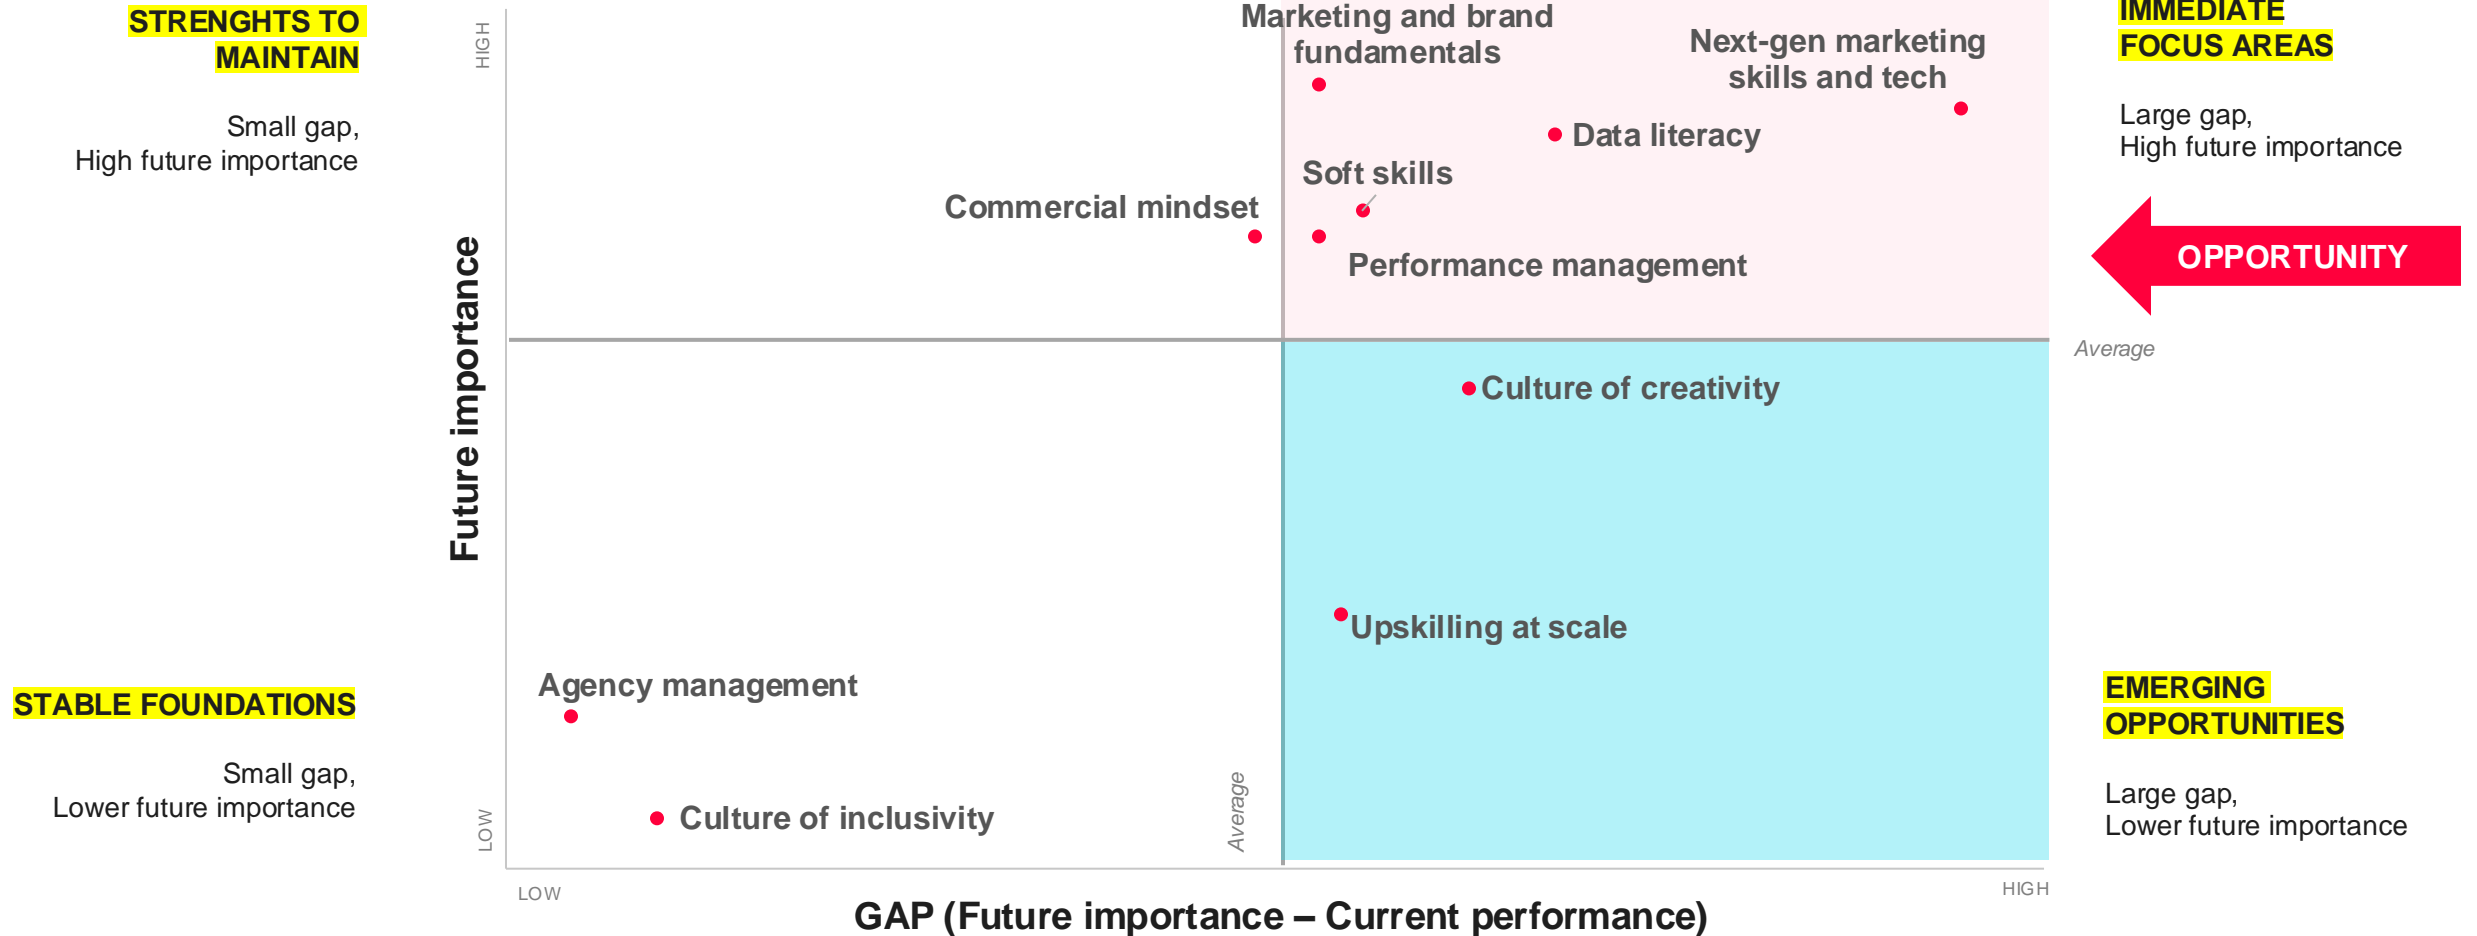 STRENGHTS TO
MAINTAIN
Small gap,
High future importance
STABLE FOUNDATIONS
Small gap,
Lower future importance
HIGH
Future importance
LOW
Marketing and brand
fundamentals
Next-gen marketing
skills and tech
Data literacy
Soft skills
Commercial mindset
Performance management
Culture of creativity
Upskilling at scale
Agency management
Culture of inclusivity
Average
LOW
HIGH
GAP (Future importance – Current performance)
IMMEDIATE
FOCUS AREAS
Large gap,
High future importance
OPPORTUNITY
Average
EMERGING
OPPORTUNITIES
Large gap,
Lower future importance